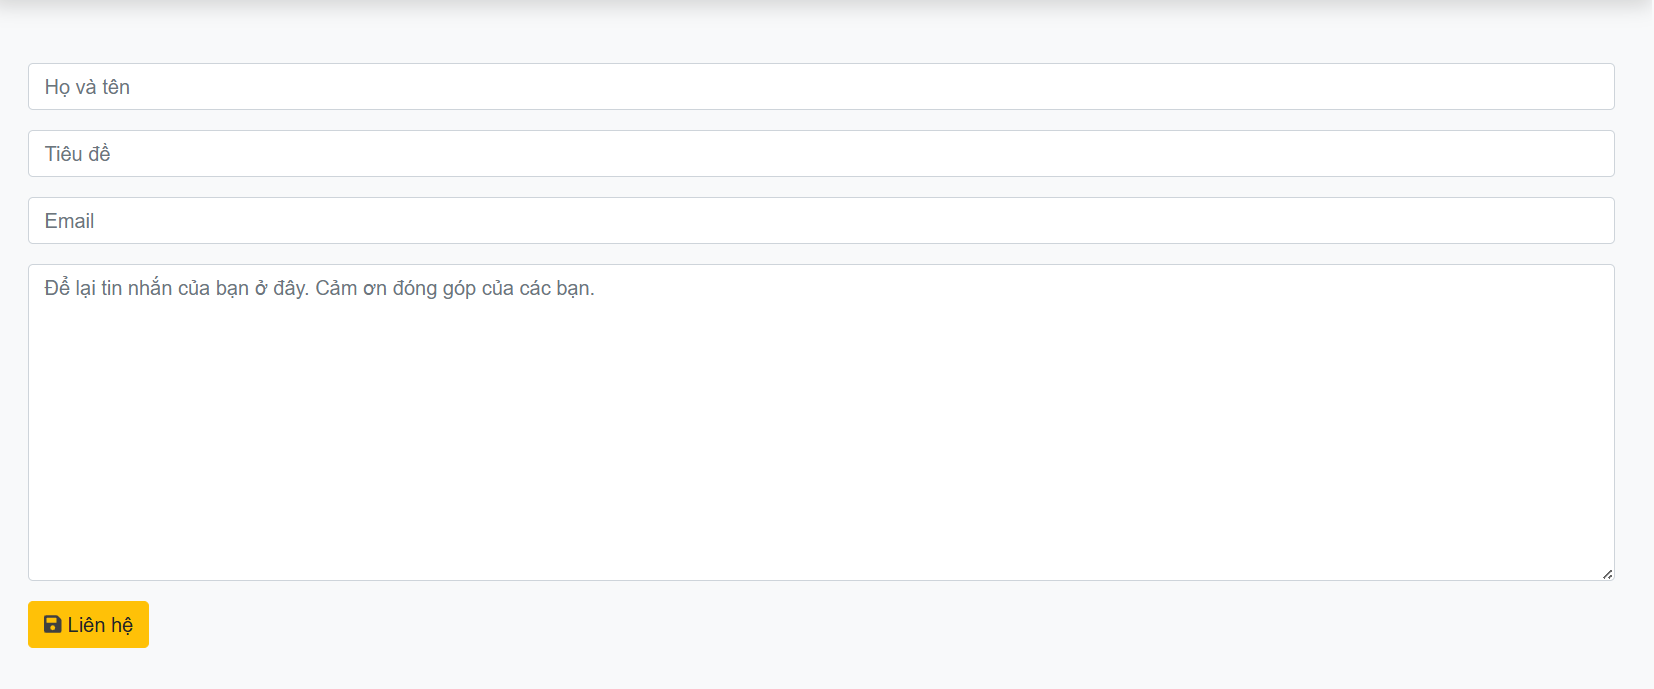 Họ và tên
Tiêu đề
Email
Để lại tin nhắn của bạn ở đây. Cảm ơn đóng góp của các bạn.
Liên hệ